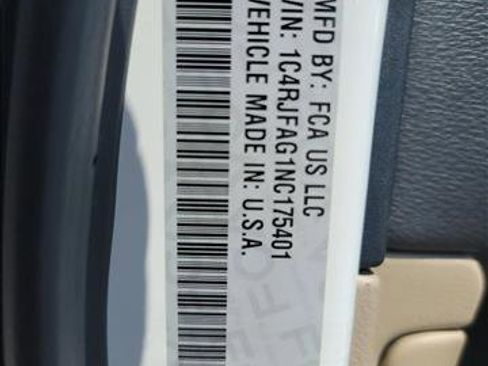 MFD BY: FCA US LLC
VIN: 1C4RJFAG1NC175401
VEHICLE MADE IN: U.S.A.